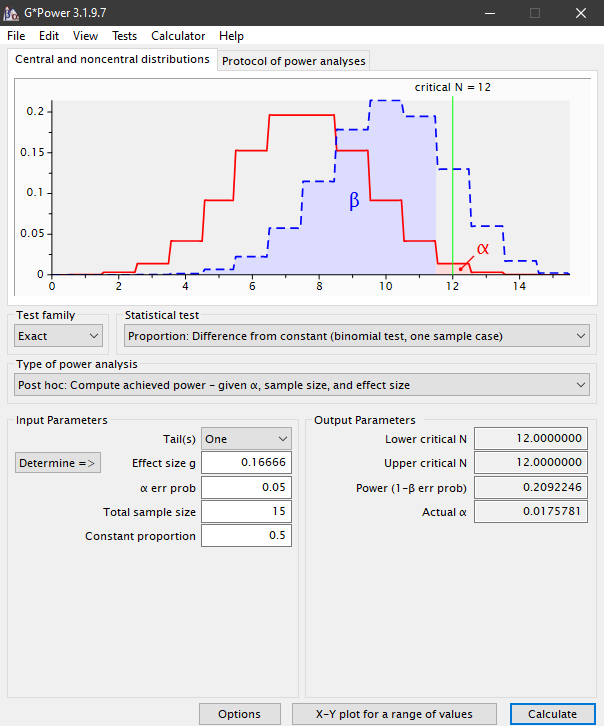 G*Power 3.1.9.7
File Edit View Tests Calculator Help
Central and noncentral distributions Protocol of power analyses
critical N = 12
0.2
0.15
0.1
0.05
0
β
α
0 2 4 6 8 10 12 14
Test family Statistical test
Exact Proportion: Difference from constant (binomial test, one sample case)
Type of power analysis
Post hoc: Compute achieved power – given α, sample size, and effect size
Input Parameters Output Parameters
Tail(s) One Lower critical N 12.0000000
Determine => Effect size g 0.16666 Upper critical N 12.0000000
α err prob 0.05 Power (1-β err prob) 0.2092246
Total sample size 15 Actual α 0.0175781
Constant proportion 0.5
Options X-Y plot for a range of values Calculate